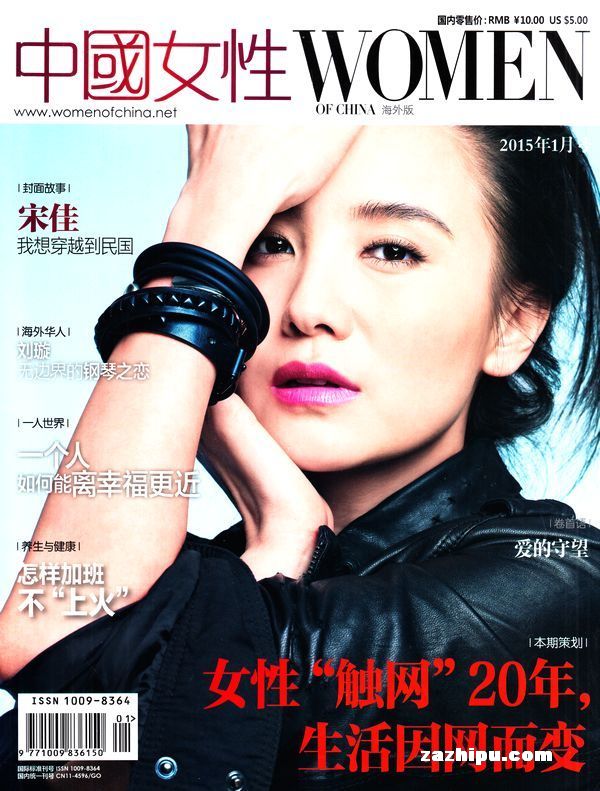 国内零售价:RMB ¥10.00 US $5.00
中國女性 WOMEN
www.womenofchina.net
OF CHINA 海外版
2015年1月
|封面故事|
宋佳
我想穿越到民国
|海外华人|
刘璇
无边界的钢琴之恋
|一人世界|
一个人
如何能离幸福更近
|卷首语|
爱的守望
|养生与健康|
怎样加班
不“上火”
|本期策划|
女性“触网”20年,
生活因网而变
ISSN 1009-8364
01>
9 771009 836150
国际标准刊号 ISSN 1009-8364
国内统一刊号 CN11-4596/GO
zazhipu.com